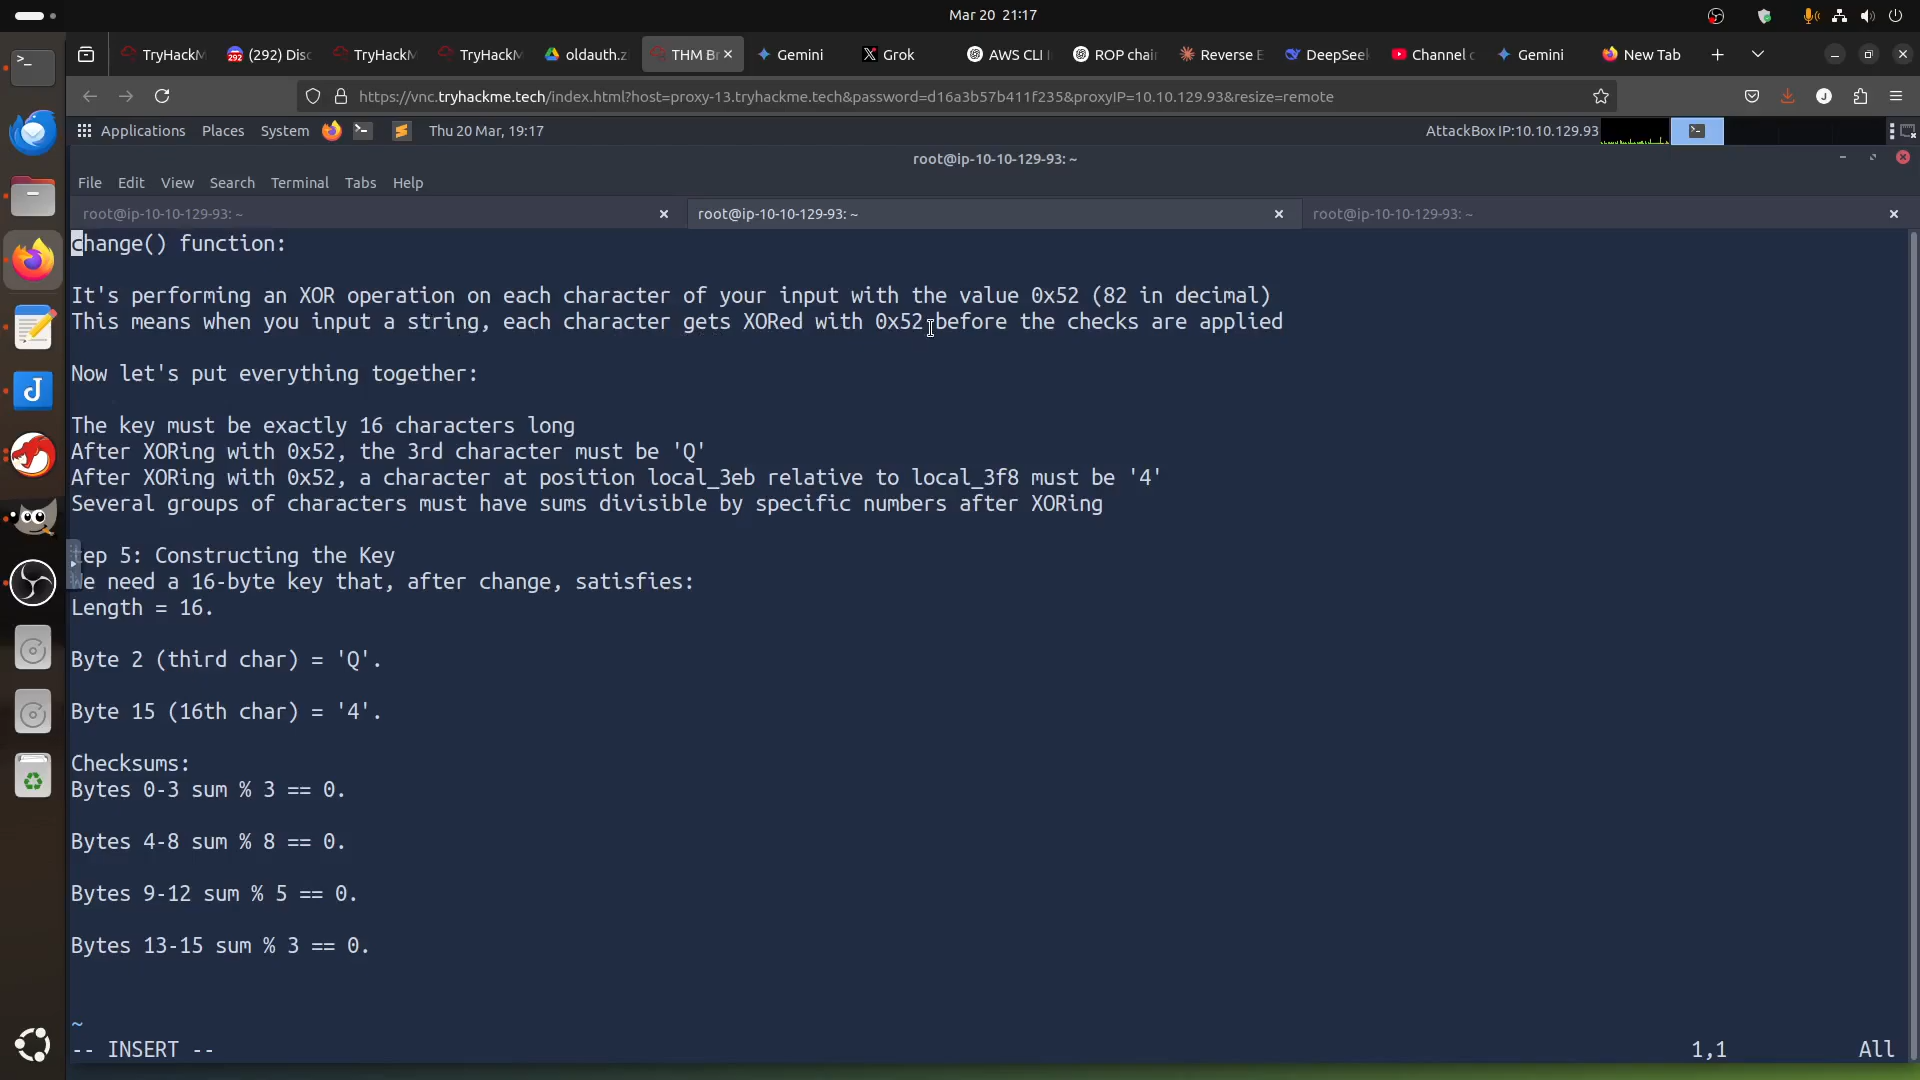 Mar 20 21:17
TryHackM
(292) Disc
TryHackM
TryHackM
oldauth.z
THM Br
Gemini
Grok
AWS CLI I
ROP chain
Reverse E
DeepSeek
Channel c
Gemini
New Tab
https://vnc.tryhackme.tech/index.html?host=proxy-13.tryhackme.tech&password=d16a3b57b411f235&proxyIP=10.10.129.93&resize=remote
Applications Places System Thu 20 Mar, 19:17 AttackBox IP:10.10.129.93
root@ip-10-10-129-93: ~
File Edit View Search Terminal Tabs Help
root@ip-10-10-129-93: ~ root@ip-10-10-129-93: ~ root@ip-10-10-129-93: ~
change() function:
It's performing an XOR operation on each character of your input with the value 0x52 (82 in decimal)
This means when you input a string, each character gets XORed with 0x52 before the checks are applied
Now let's put everything together:
The key must be exactly 16 characters long
After XORing with 0x52, the 3rd character must be 'Q'
After XORing with 0x52, a character at position local_3eb relative to local_3f8 must be '4'
Several groups of characters must have sums divisible by specific numbers after XORing
tep 5: Constructing the Key
We need a 16-byte key that, after change, satisfies:
Length = 16.
Byte 2 (third char) = 'Q'.
Byte 15 (16th char) = '4'.
Checksums:
Bytes 0-3 sum % 3 == 0.
Bytes 4-8 sum % 8 == 0.
Bytes 9-12 sum % 5 == 0.
Bytes 13-15 sum % 3 == 0.
~
-- INSERT -- 1,1 All